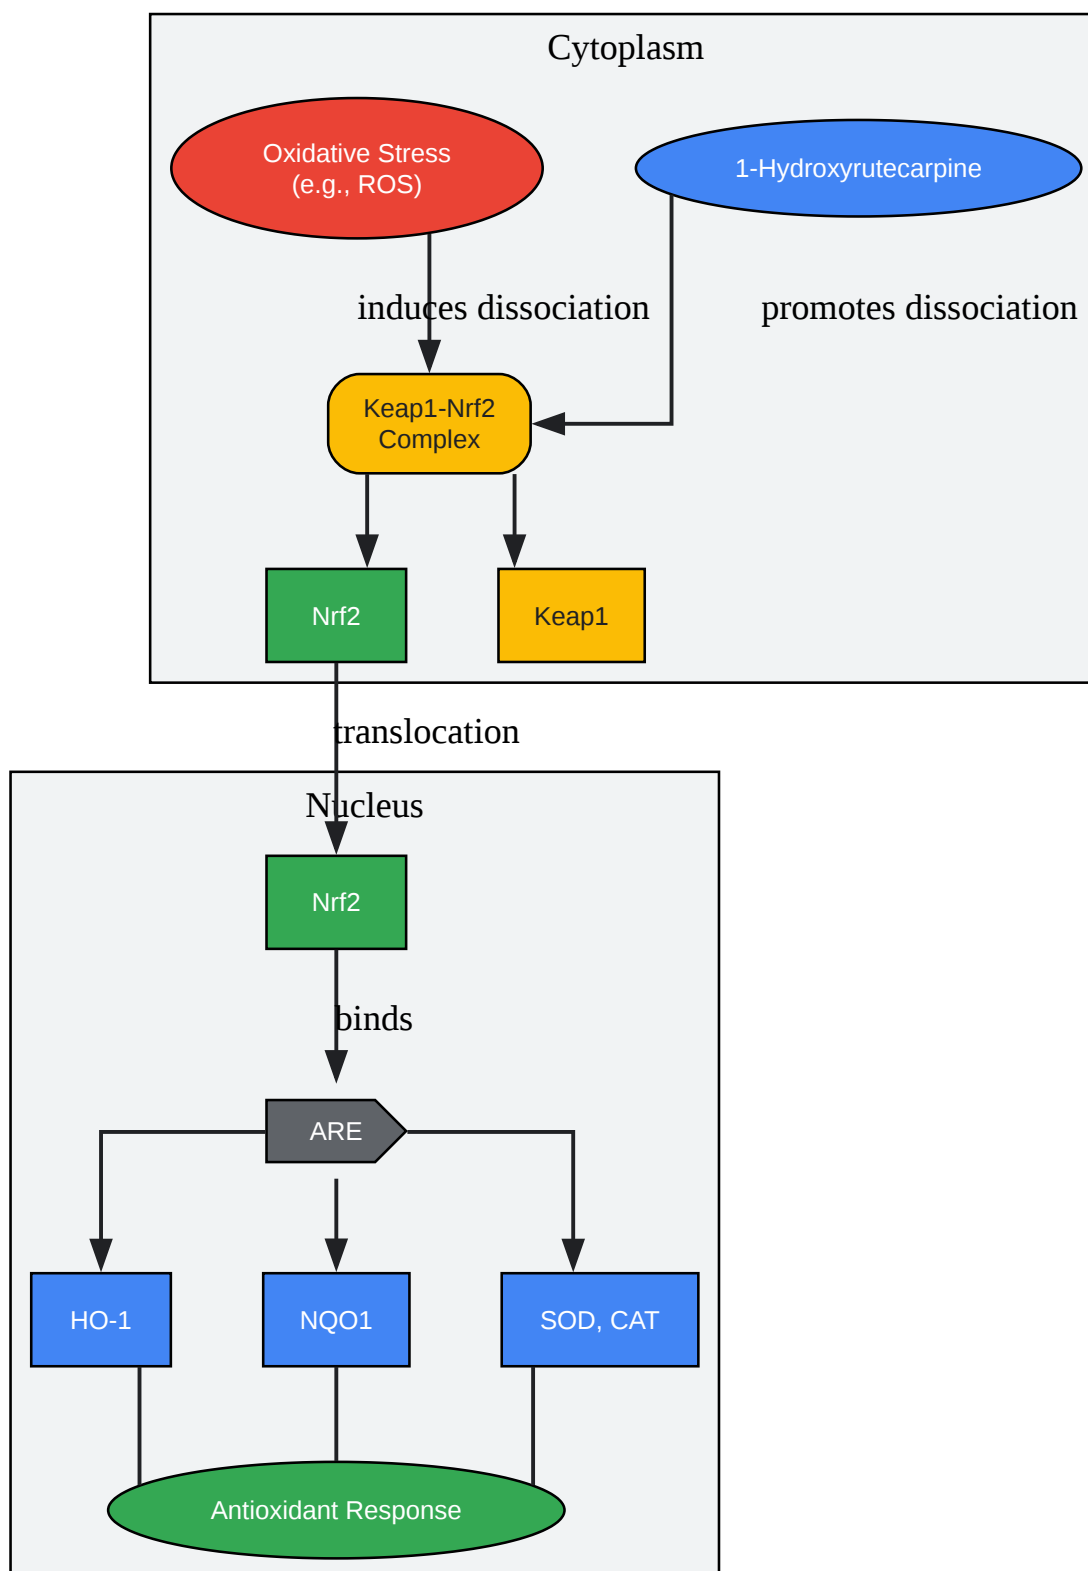 Cytoplasm
Oxidative Stress
(e.g., ROS)
1-Hydroxyrutecarpine
induces dissociation
promotes dissociation
Keap1-Nrf2
Complex
Nrf2
Keap1
translocation
Nucleus
Nrf2
binds
ARE
HO-1
NQO1
SOD, CAT
Antioxidant Response